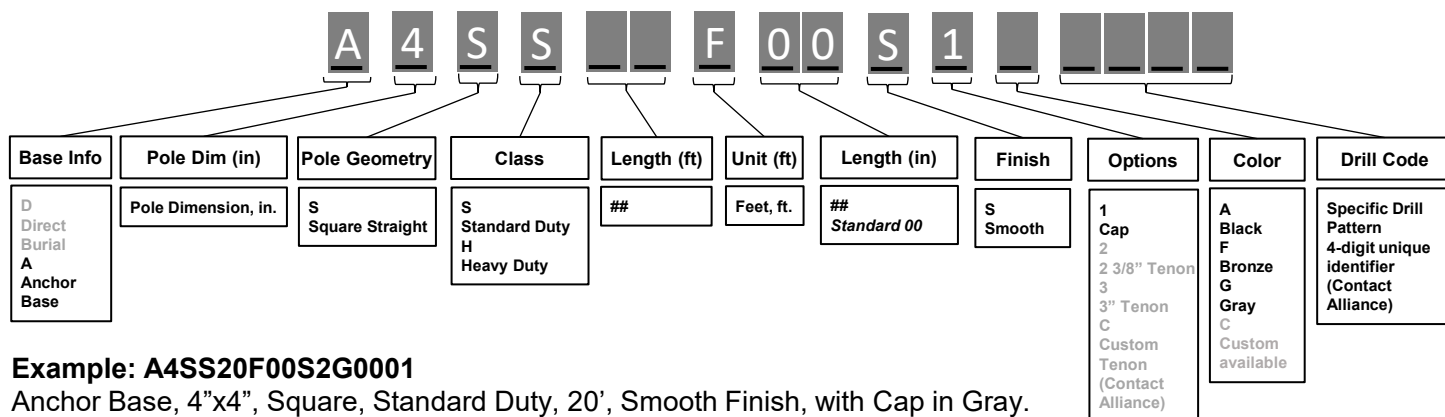 A 4 S S F 0 0 S 1
Base Info
D
Direct
Burial
A
Anchor
Base
Pole Dim (in)
Pole Dimension, in.
Pole Geometry
S
Square Straight
Class
S
Standard Duty
H
Heavy Duty
Length (ft)
##
Unit (ft)
Feet, ft.
Length (in)
##
Standard 00
Finish
S
Smooth
Options
1
Cap
2
2 3/8” Tenon
3
3” Tenon
C
Custom
Tenon
(Contact
Alliance)
Color
A
Black
F
Bronze
G
Gray
C
Custom
available
Drill Code
Specific Drill
Pattern
4-digit unique
identifier
(Contact
Alliance)
Example: A4SS20F00S2G0001
Anchor Base, 4”x4”, Square, Standard Duty, 20’, Smooth Finish, with Cap in Gray.